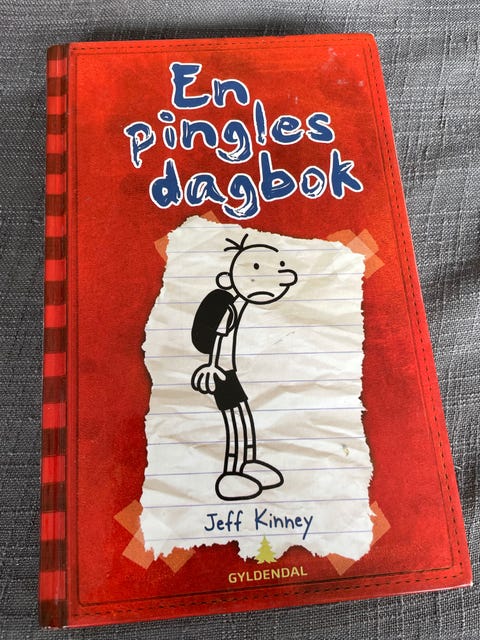 En
pingles
dagbok
Jeff Kinney
GYLDENDAL